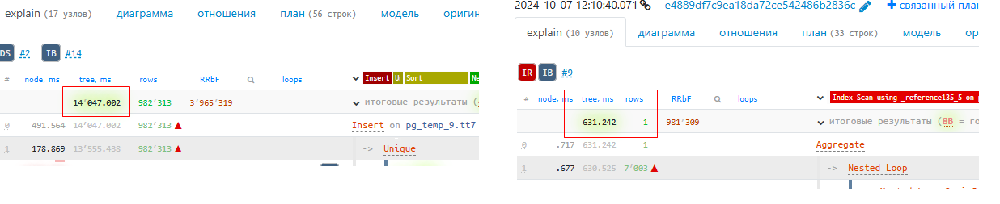 explain (17 узлов) диаграмма отношения план (56 строк) модель оригин
DS #2 IB #14
# node, ms tree, ms rows RRbF loops Insert Ur Sort Ne
14'047.002 982'313 3'965'319 итоговые результаты (
0 491.564 14'047.002 982'313 Insert on pg_temp_9.tt7
1 178.869 13'555.438 982'313 -> Unique
2024-10-07 12:10:40.071 e4889df7c9ea18da72ce542486b2836c + связанный план
explain (10 узлов) диаграмма отношения план (33 строк) модель ор
IR IB #9
# node, ms tree, ms rows RRbF loops Index Scan using _reference135_5 on
631.242 1 981'309 итоговые результаты (8B = го
0 .717 631.242 1 Aggregate
1 .677 630.525 7'003 -> Nested Loop